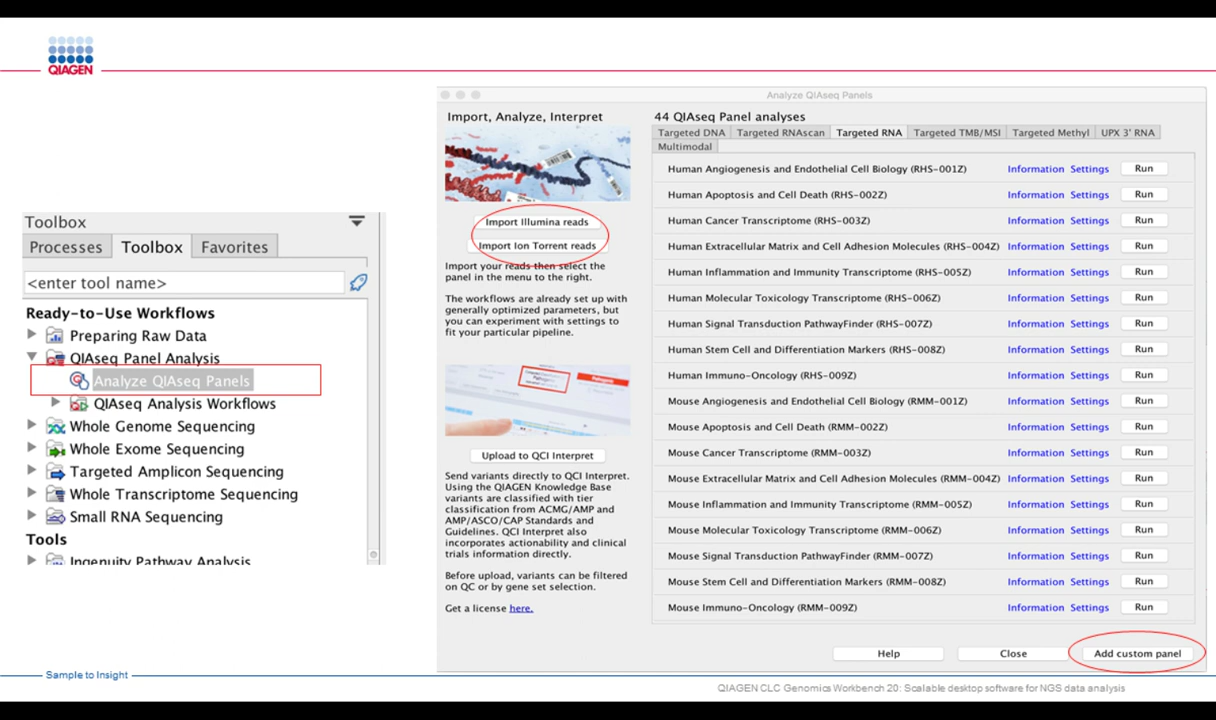 QIAGEN
Toolbox
Processes Toolbox Favorites
<enter tool name>
Ready-to-Use Workflows
Preparing Raw Data
QIAseq Panel Analysis
Analyze QIAseq Panels
QIAseq Analysis Workflows
Whole Genome Sequencing
Whole Exome Sequencing
Targeted Amplicon Sequencing
Whole Transcriptome Sequencing
Small RNA Sequencing
Tools
Ingenuity Pathway Analysis
Analyze QIAseq Panels
Import, Analyze, Interpret
Import Illumina reads
Import Ion Torrent reads
Import your reads then select the
panel in the menu to the right.
The workflows are already set up with
generally optimized parameters, but
you can experiment with settings to
fit your particular pipeline.
Upload to QCI Interpret
Send variants directly to QCI Interpret.
Using the QIAGEN Knowledge Base
variants are classified with tier
classification from ACMG/AMP and
AMP/ASCO/CAP Standards and
Guidelines. QCI Interpret also
incorporates actionability and clinical
trials information directly.
Before upload, variants can be filtered
on QC or by gene set selection.
Get a license here.
44 QIAseq Panel analyses
Targeted DNA Targeted RNAscan Targeted RNA Targeted TMB/MSI Targeted Methyl UPX 3' RNA
Multimodal
Human Angiogenesis and Endothelial Cell Biology (RHS-001Z) Information Settings Run
Human Apoptosis and Cell Death (RHS-002Z) Information Settings Run
Human Cancer Transcriptome (RHS-003Z) Information Settings Run
Human Extracellular Matrix and Cell Adhesion Molecules (RHS-004Z) Information Settings Run
Human Inflammation and Immunity Transcriptome (RHS-005Z) Information Settings Run
Human Molecular Toxicology Transcriptome (RHS-006Z) Information Settings Run
Human Signal Transduction PathwayFinder (RHS-007Z) Information Settings Run
Human Stem Cell and Differentiation Markers (RHS-008Z) Information Settings Run
Human Immuno-Oncology (RHS-009Z) Information Settings Run
Mouse Angiogenesis and Endothelial Cell Biology (RMM-001Z) Information Settings Run
Mouse Apoptosis and Cell Death (RMM-002Z) Information Settings Run
Mouse Cancer Transcriptome (RMM-003Z) Information Settings Run
Mouse Extracellular Matrix and Cell Adhesion Molecules (RMM-004Z) Information Settings Run
Mouse Inflammation and Immunity Transcriptome (RMM-005Z) Information Settings Run
Mouse Molecular Toxicology Transcriptome (RMM-006Z) Information Settings Run
Mouse Signal Transduction PathwayFinder (RMM-007Z) Information Settings Run
Mouse Stem Cell and Differentiation Markers (RMM-008Z) Information Settings Run
Mouse Immuno-Oncology (RMM-009Z) Information Settings Run
Help Close Add custom panel
Sample to Insight
QIAGEN CLC Genomics Workbench 20: Scalable desktop software for NGS data analysis